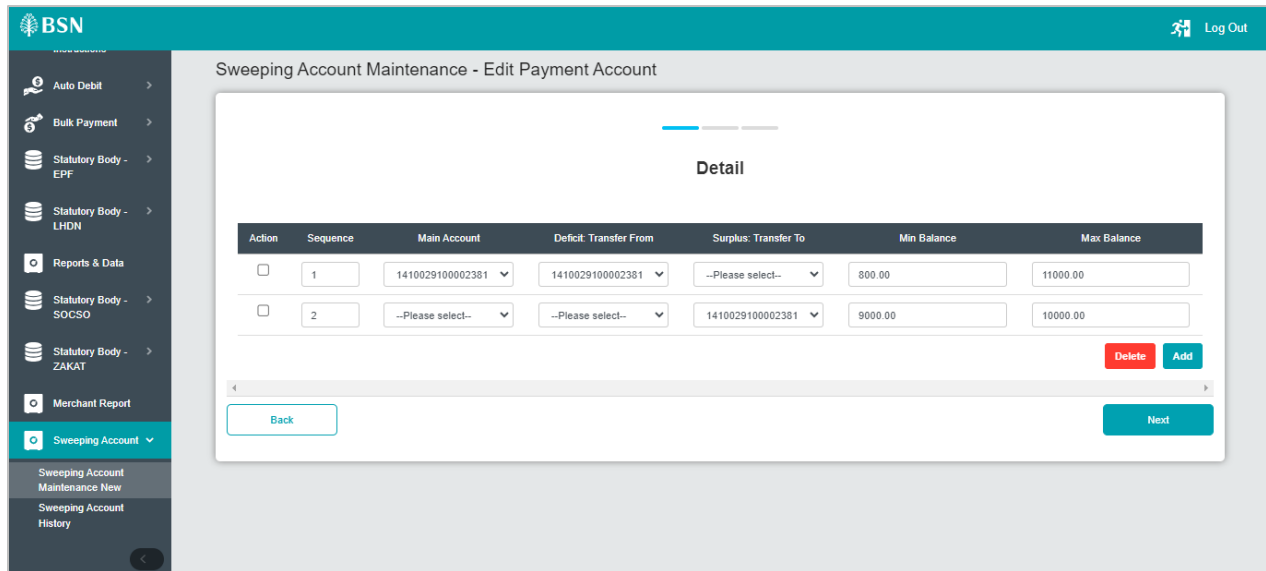 BSN
Log Out
Auto Debit
Bulk Payment
Statutory Body -
EPF
Statutory Body -
LHDN
Reports & Data
Statutory Body -
SOCSO
Statutory Body -
ZAKAT
Merchant Report
Sweeping Account
Sweeping Account
Maintenance New
Sweeping Account
History
Sweeping Account Maintenance - Edit Payment Account
Detail
Action Sequence Main Account Deficit: Transfer From Surplus: Transfer To Min Balance Max Balance
1 1410029100002381 1410029100002381 --Please select-- 800.00 11000.00
2 --Please select-- --Please select-- 1410029100002381 9000.00 10000.00
Delete Add
Back Next